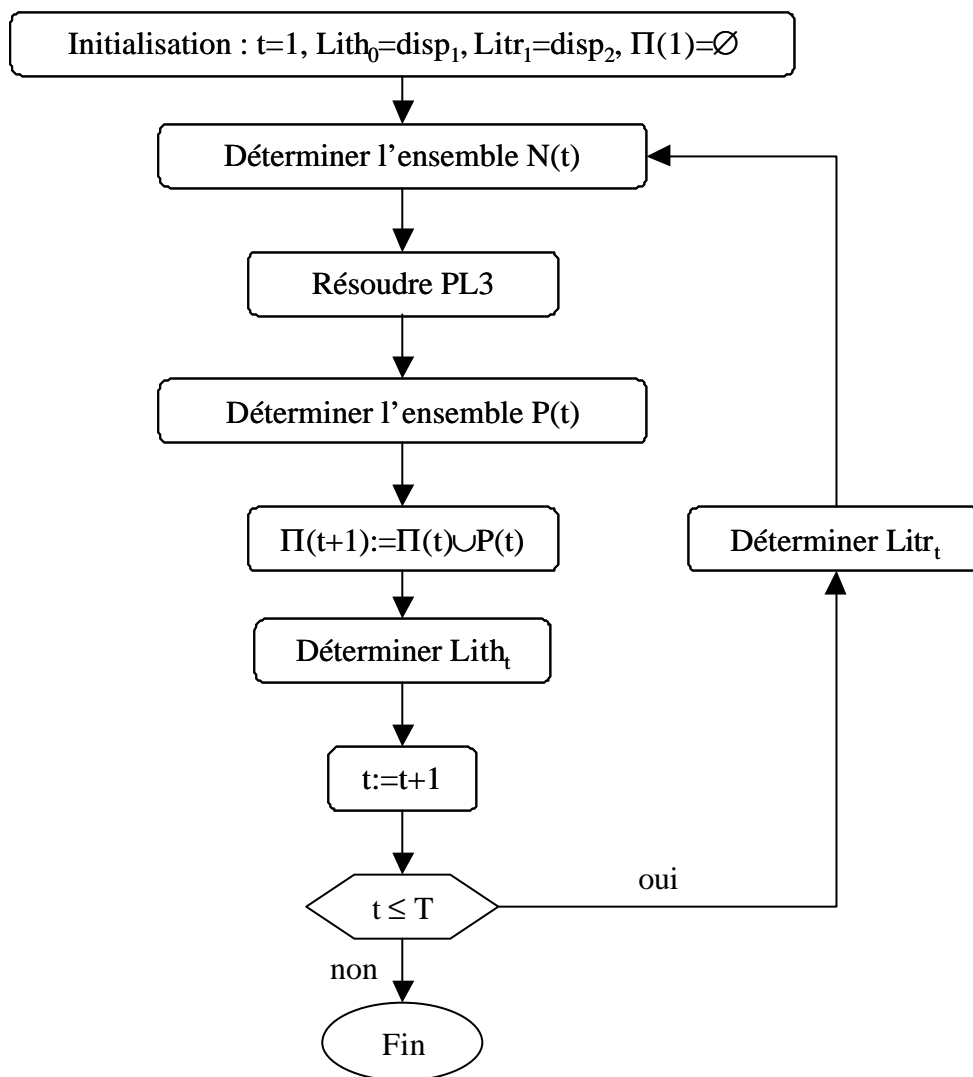 Initialisation : t=1, Lith₀=disp₁, Litr₁=disp₂, Π(1)=∅
Déterminer l'ensemble N(t)
Résoudre PL3
Déterminer l'ensemble P(t)
Π(t+1):=Π(t)∪P(t)
Déterminer Litrₜ
Déterminer Lithₜ
t:=t+1
oui
t ≤ T
non
Fin